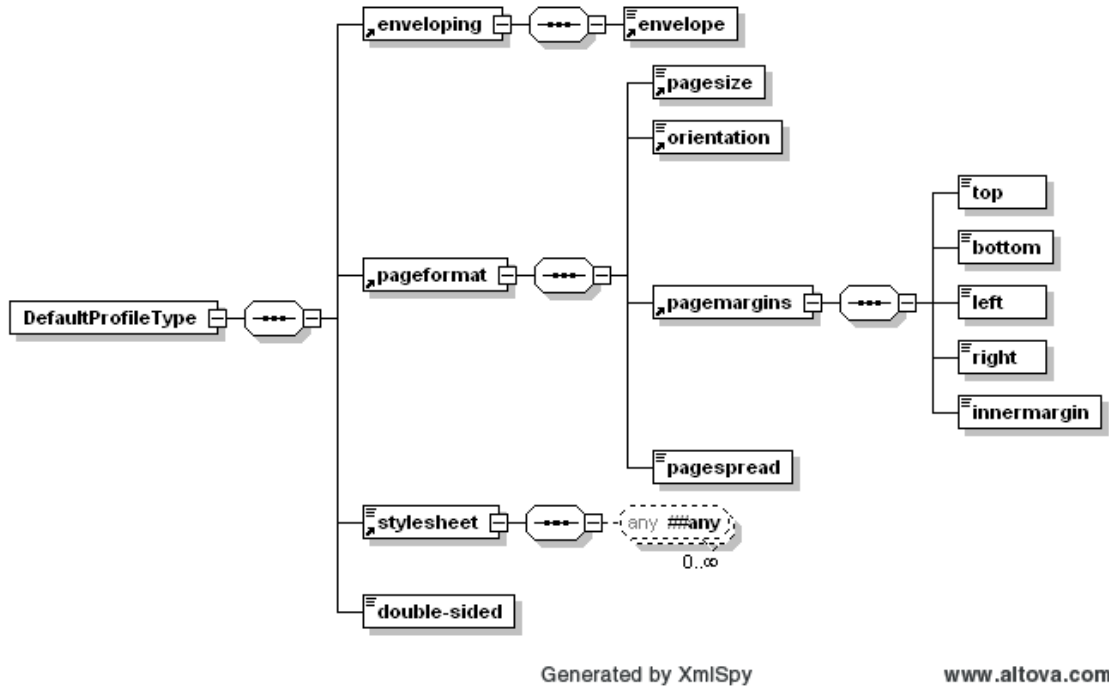 enveloping
envelope
pagesize
orientation
top
bottom
pageformat
pagemargins
left
DefaultProfileType
right
innermargin
pagespread
stylesheet
any ##any
0..∞
double-sided
Generated by XmlSpy
www.altova.com